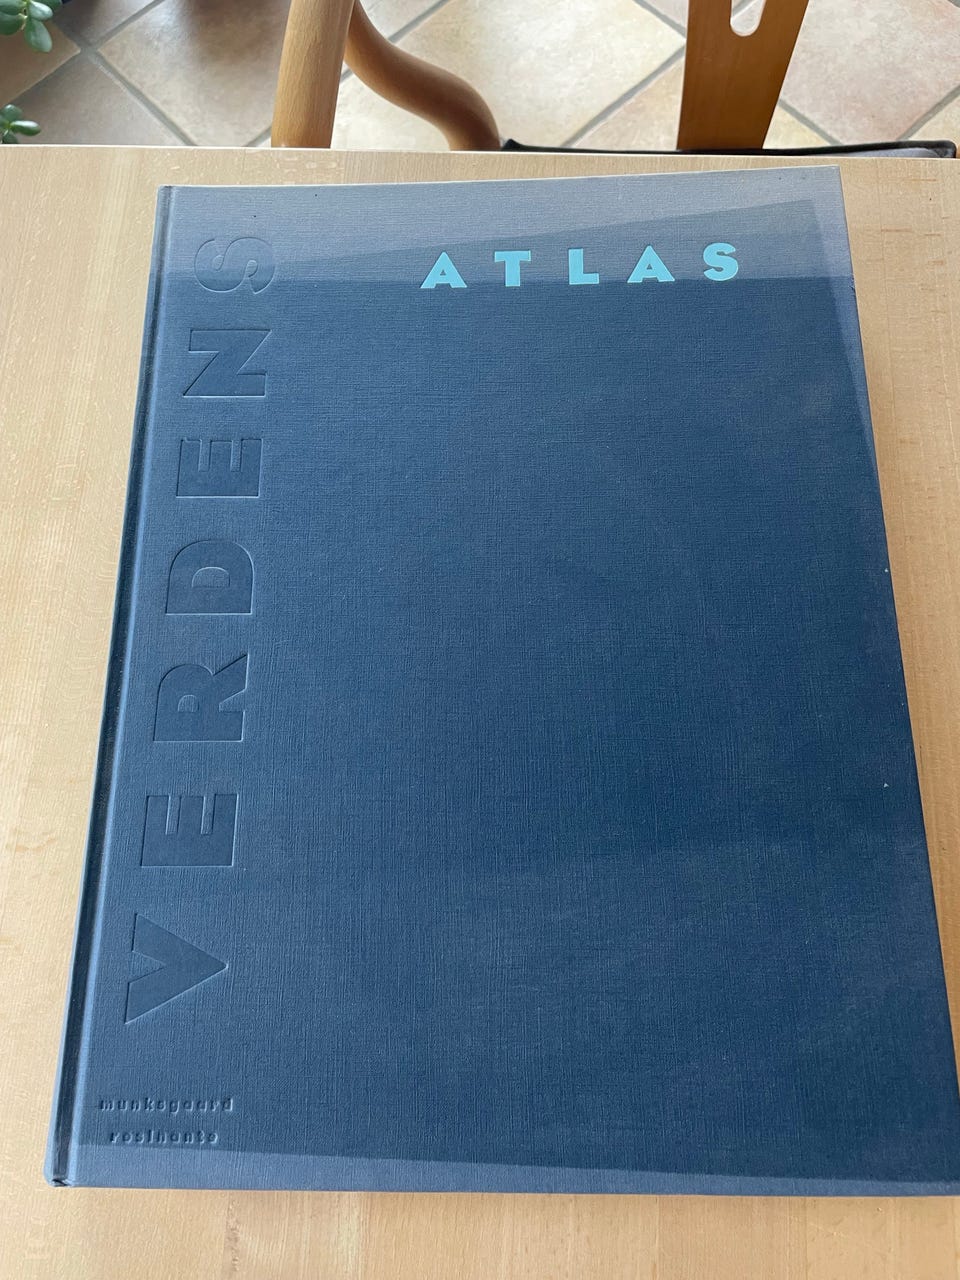 VERDENS
ATLAS
munksgaard
rosinante